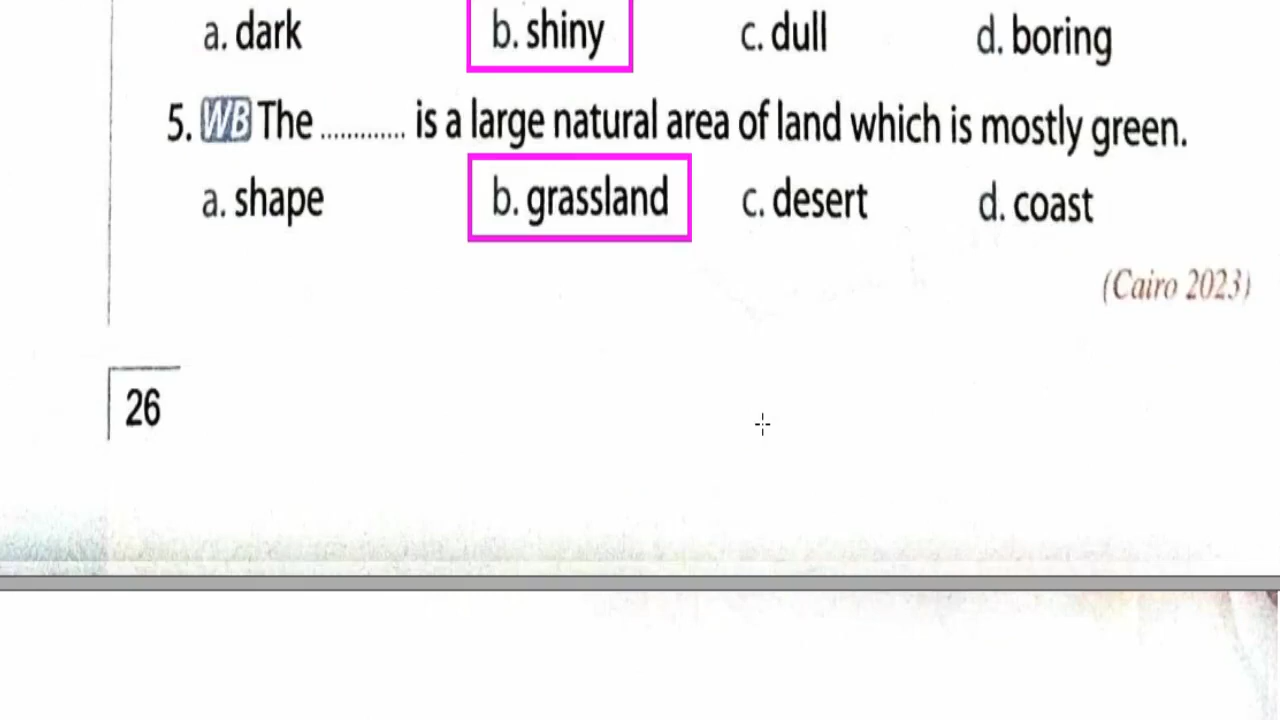 a. dark b. shiny c. dull d. boring
5. WB The ............. is a large natural area of land which is mostly green.
a. shape b. grassland c. desert d. coast
(Cairo 2023)
26